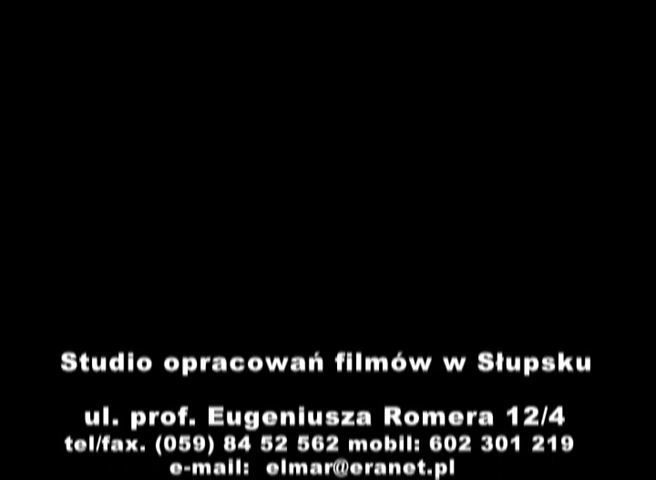 Studio opracowań filmów w Słupsku
ul. prof. Eugeniusza Romera 12/4
tel/fax. (059) 84 52 562 mobil: 602 301 219
e-mail: elmar@eranet.pl